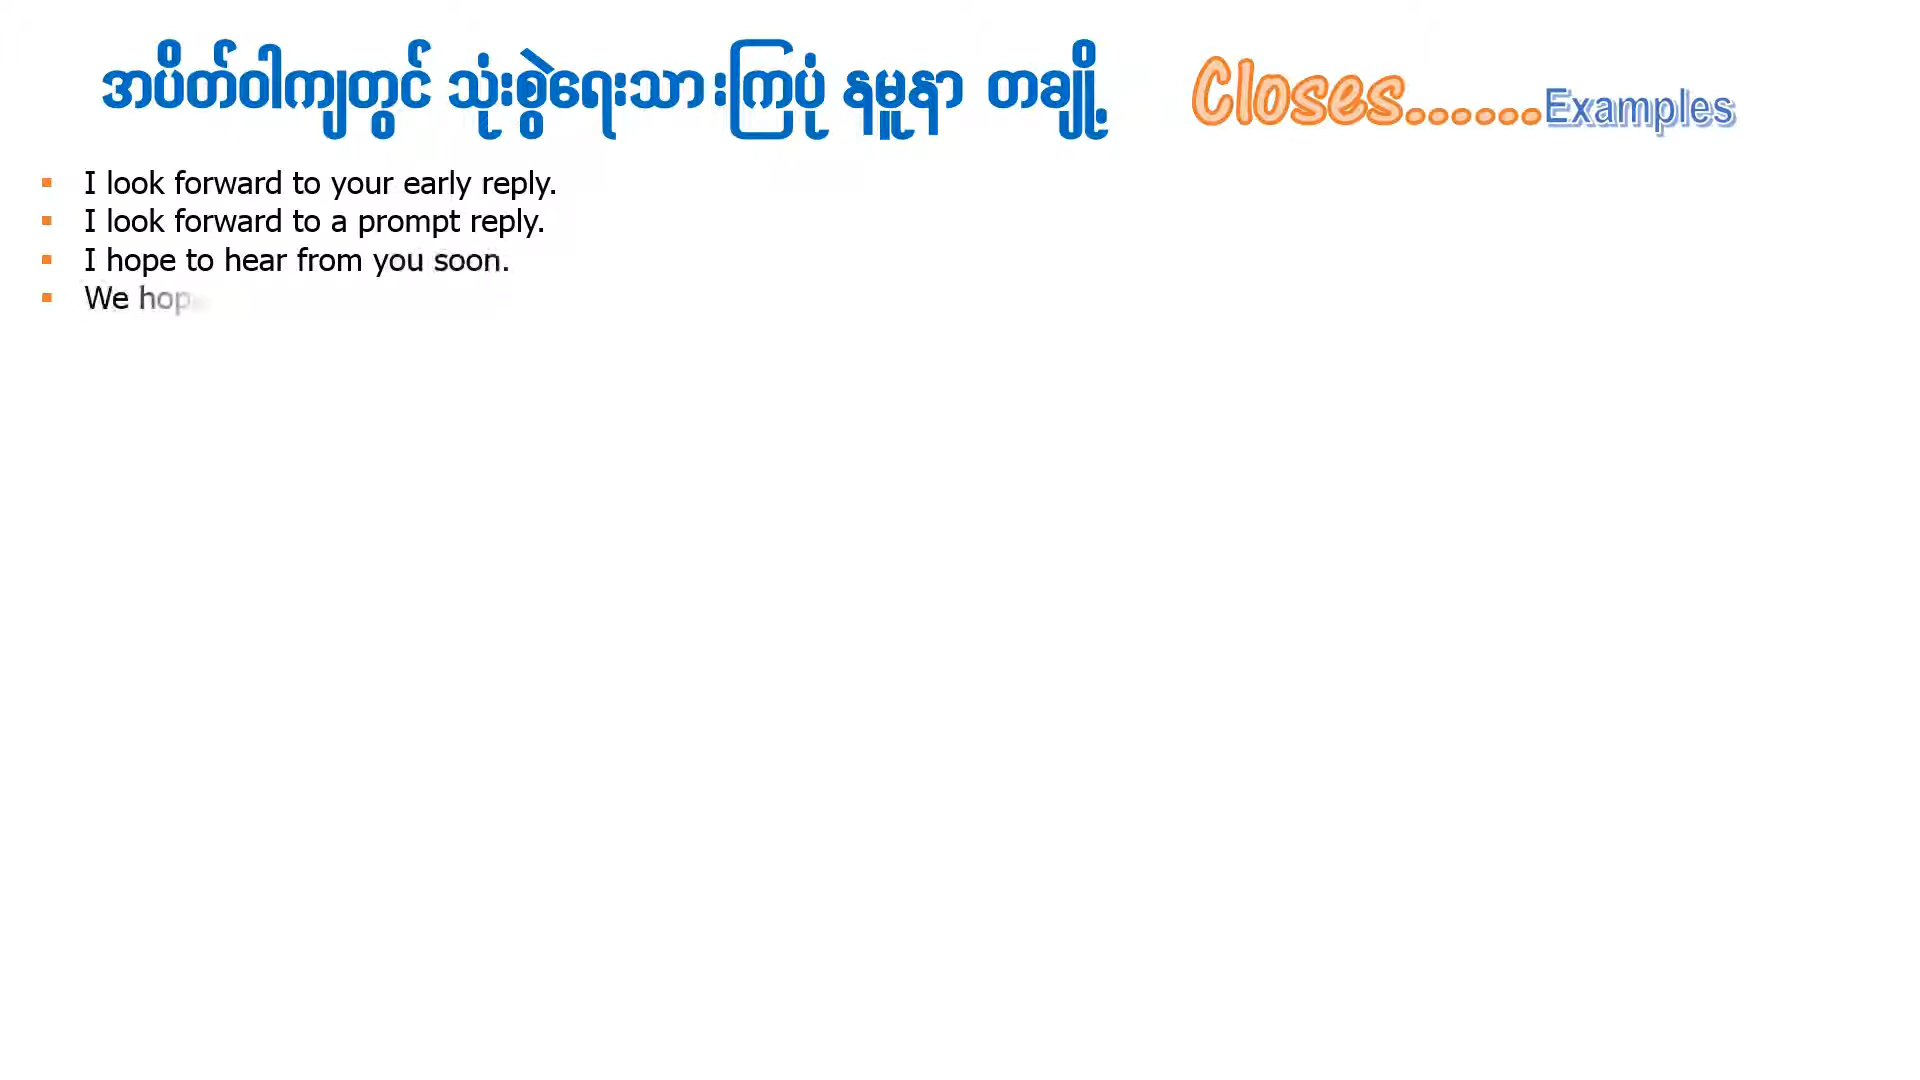 အပိတ်ဝါကျတွင် သုံးစွဲရေးသားကြပုံ နမူနာ တချို့ Closes......Examples
I look forward to your early reply.
I look forward to a prompt reply.
I hope to hear from you soon.
We hop